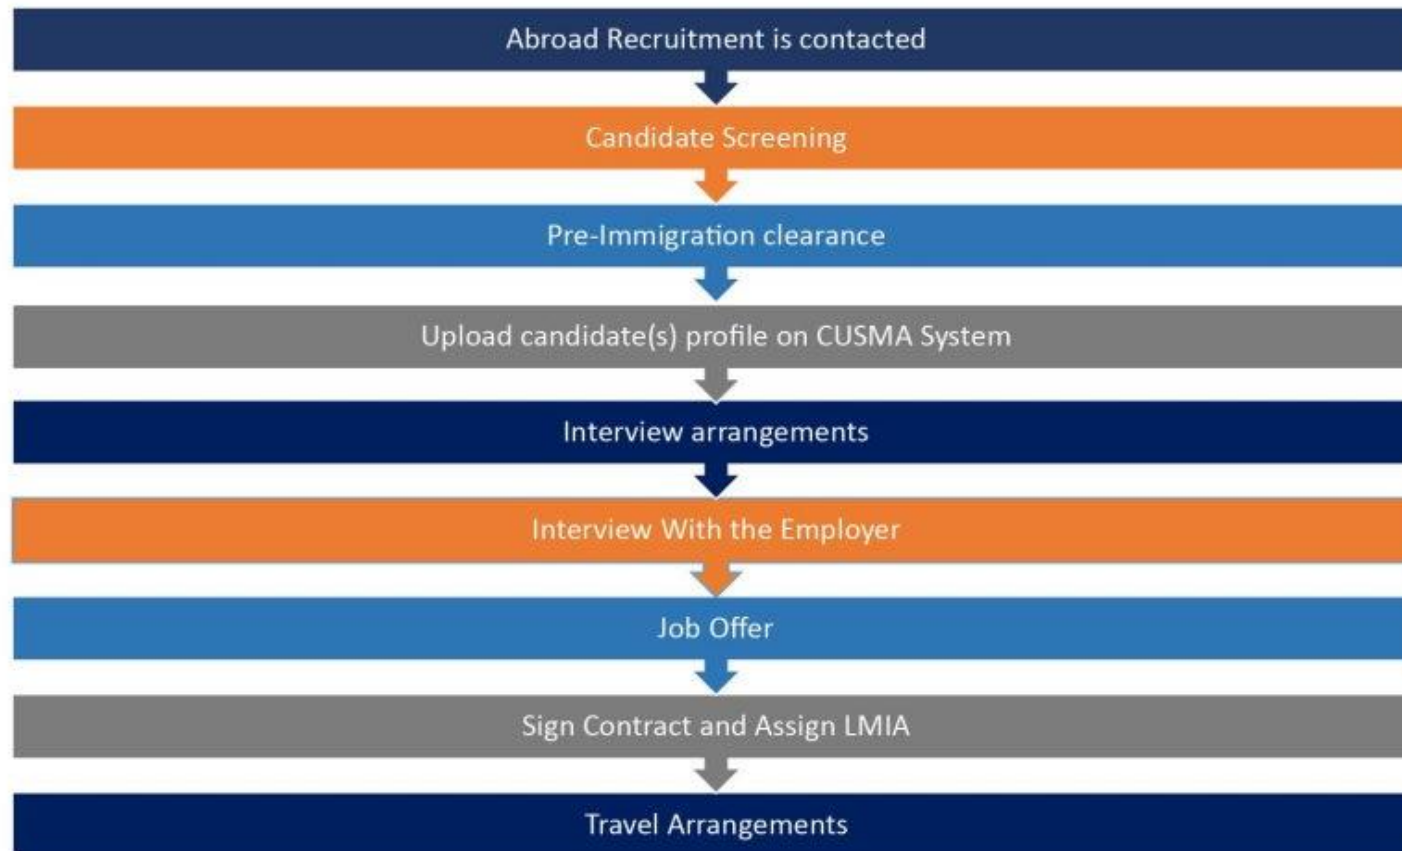 Abroad Recruitment is contacted
Candidate Screening
Pre-Immigration clearance
Upload candidate(s) profile on CUSMA System
Interview arrangements
Interview With the Employer
Job Offer
Sign Contract and Assign LMIA
Travel Arrangements